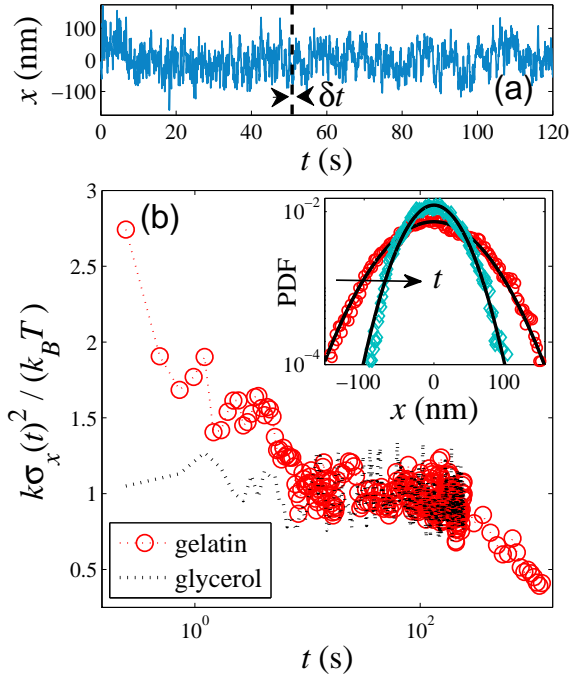 100
0
−100
x (nm)
(a)
δt
0 20 40 60 80 100 120
t (s)
(b)
3
2.5
2
1.5
1
0.5
kσx(t)² / (kBT)
10⁻²
10⁻⁴
PDF
t
−100 0 100
x (nm)
gelatin
glycerol
10⁰ 10²
t (s)